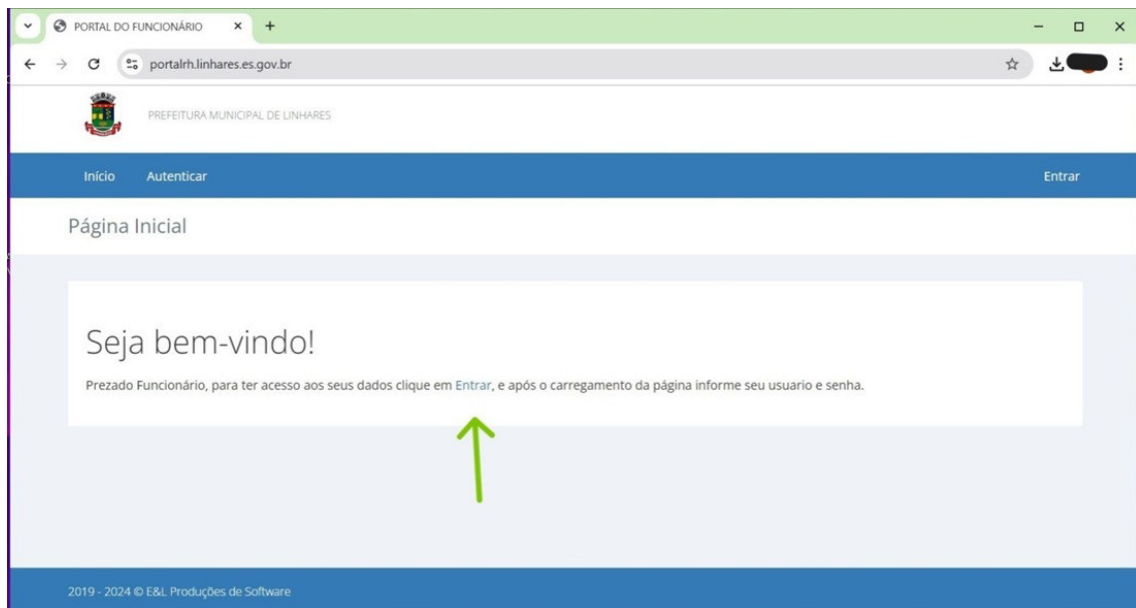 PORTAL DO FUNCIONÁRIO
portalrh.linhares.es.gov.br
PREFEITURA MUNICIPAL DE LINHARES
Início Autenticar Entrar
Página Inicial
Seja bem-vindo!
Prezado Funcionário, para ter acesso aos seus dados clique em Entrar, e após o carregamento da página informe seu usuario e senha.
2019 - 2024 © E&L Produções de Software